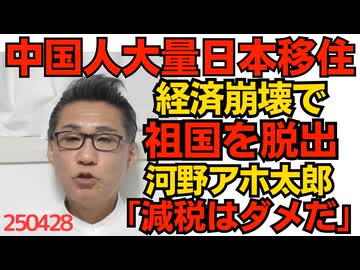 中国人大量日本移住
経済崩壊で
祖国を脱出
河野アホ太郎
「減税はダメだ」
250428